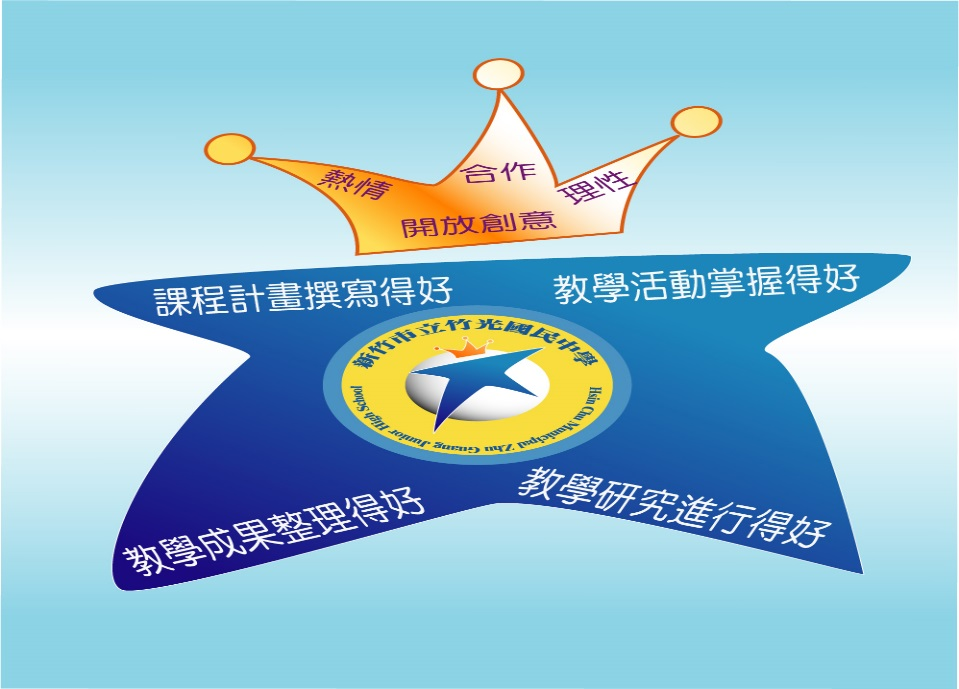 熱情
合作
理性
開放創意
課程計畫撰寫得好
教學活動掌握得好
新竹市立竹光國民中學
Hsin Chu Municipal Zhu Guang Junior High School
教學成果整理得好
教學研究進行得好